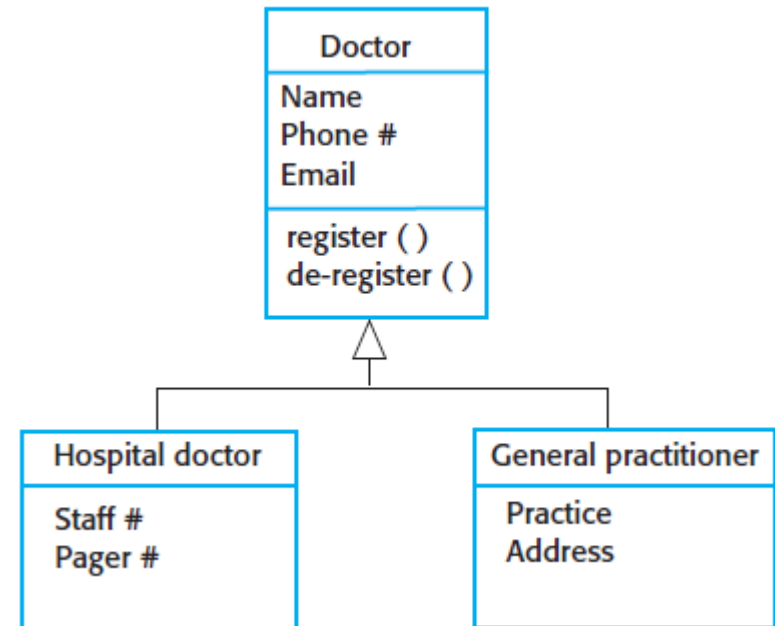 Doctor
Name
Phone #
Email
register ( )
de-register ( )
Hospital doctor
Staff #
Pager #
General practitioner
Practice
Address